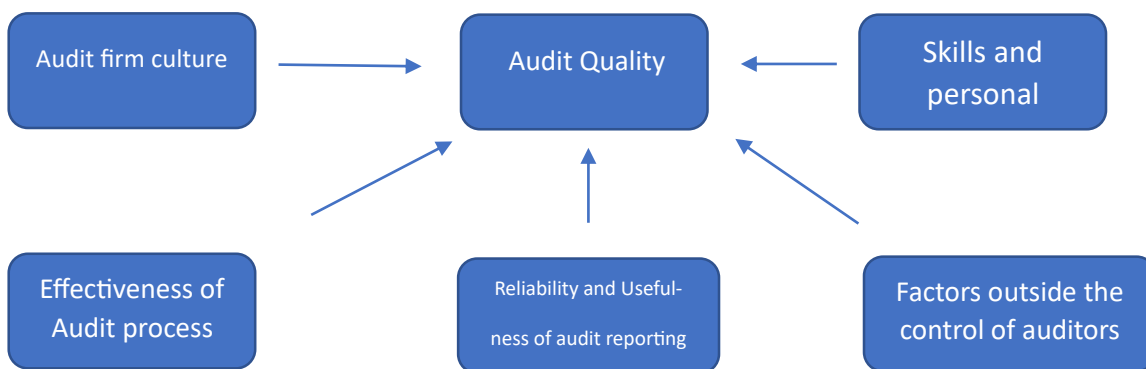 Audit firm culture
Audit Quality
Skills and
personal
Effectiveness of
Audit process
Reliability and Useful-
ness of audit reporting
Factors outside the
control of auditors